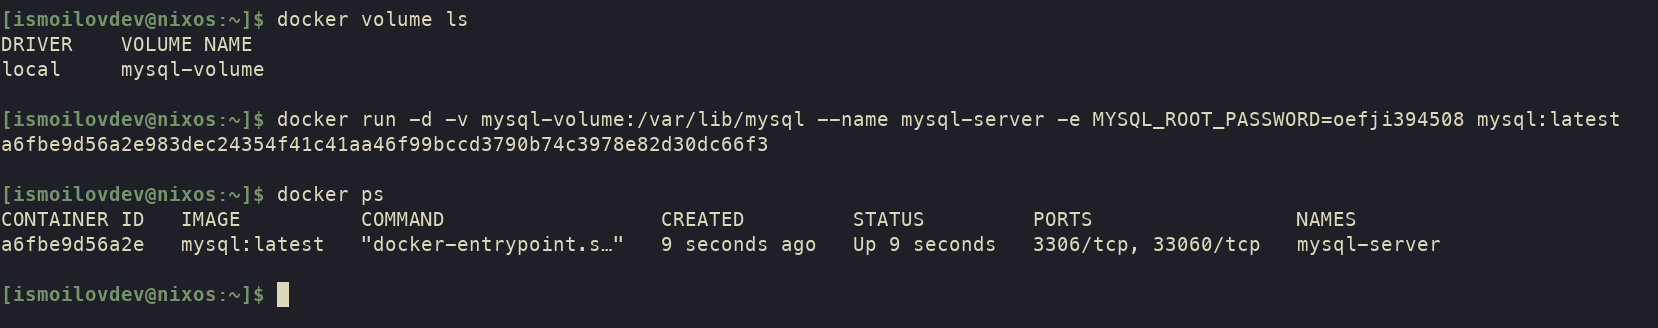 [ismoilovdev@nixos:~]$ docker volume ls
DRIVER    VOLUME NAME
local     mysql-volume
[ismoilovdev@nixos:~]$ docker run -d -v mysql-volume:/var/lib/mysql --name mysql-server -e MYSQL_ROOT_PASSWORD=oefji394508 mysql:latest
a6fbe9d56a2e983dec24354f41c41aa46f99bccd3790b74c3978e82d30dc66f3
[ismoilovdev@nixos:~]$ docker ps
CONTAINER ID   IMAGE          COMMAND                  CREATED         STATUS         PORTS                 NAMES
a6fbe9d56a2e   mysql:latest   "docker-entrypoint.s…"   9 seconds ago   Up 9 seconds   3306/tcp, 33060/tcp   mysql-server
[ismoilovdev@nixos:~]$